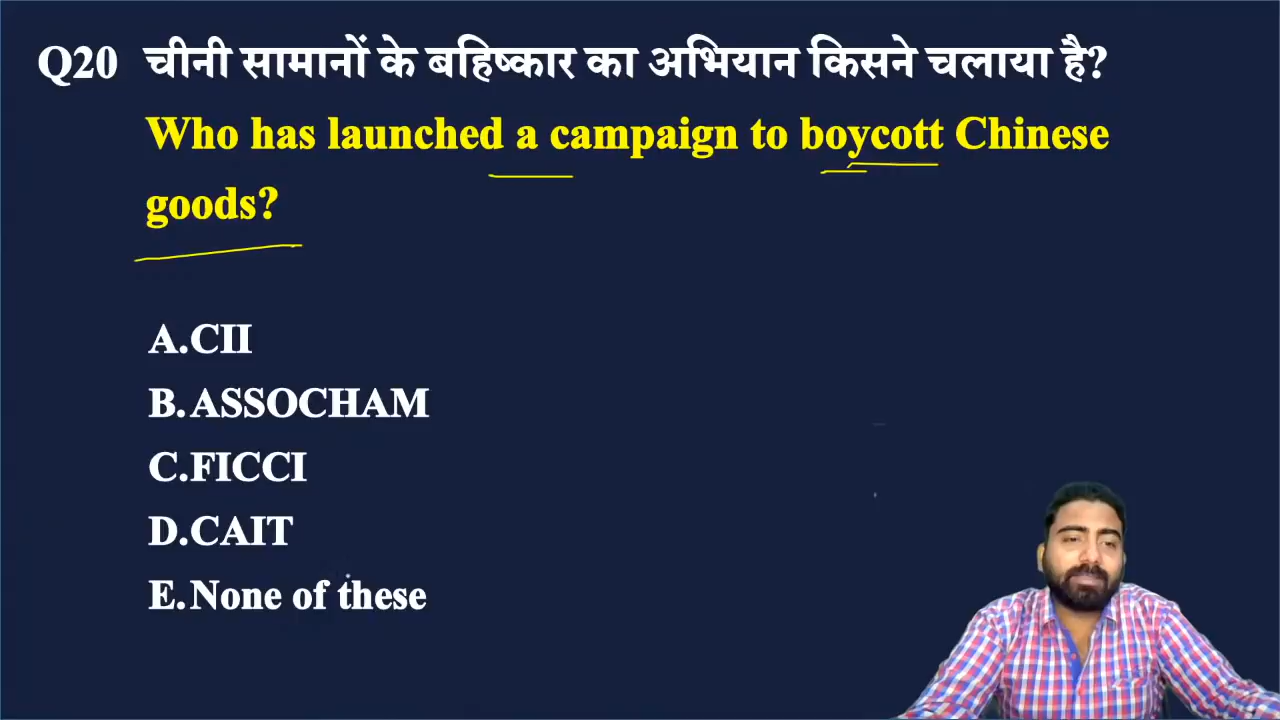 Q20 चीनी सामानों के बहिष्कार का अभियान किसने चलाया है?
Who has launched a campaign to boycott Chinese
goods?
A.CII
B.ASSOCHAM
C.FICCI
D.CAIT
E.None of these